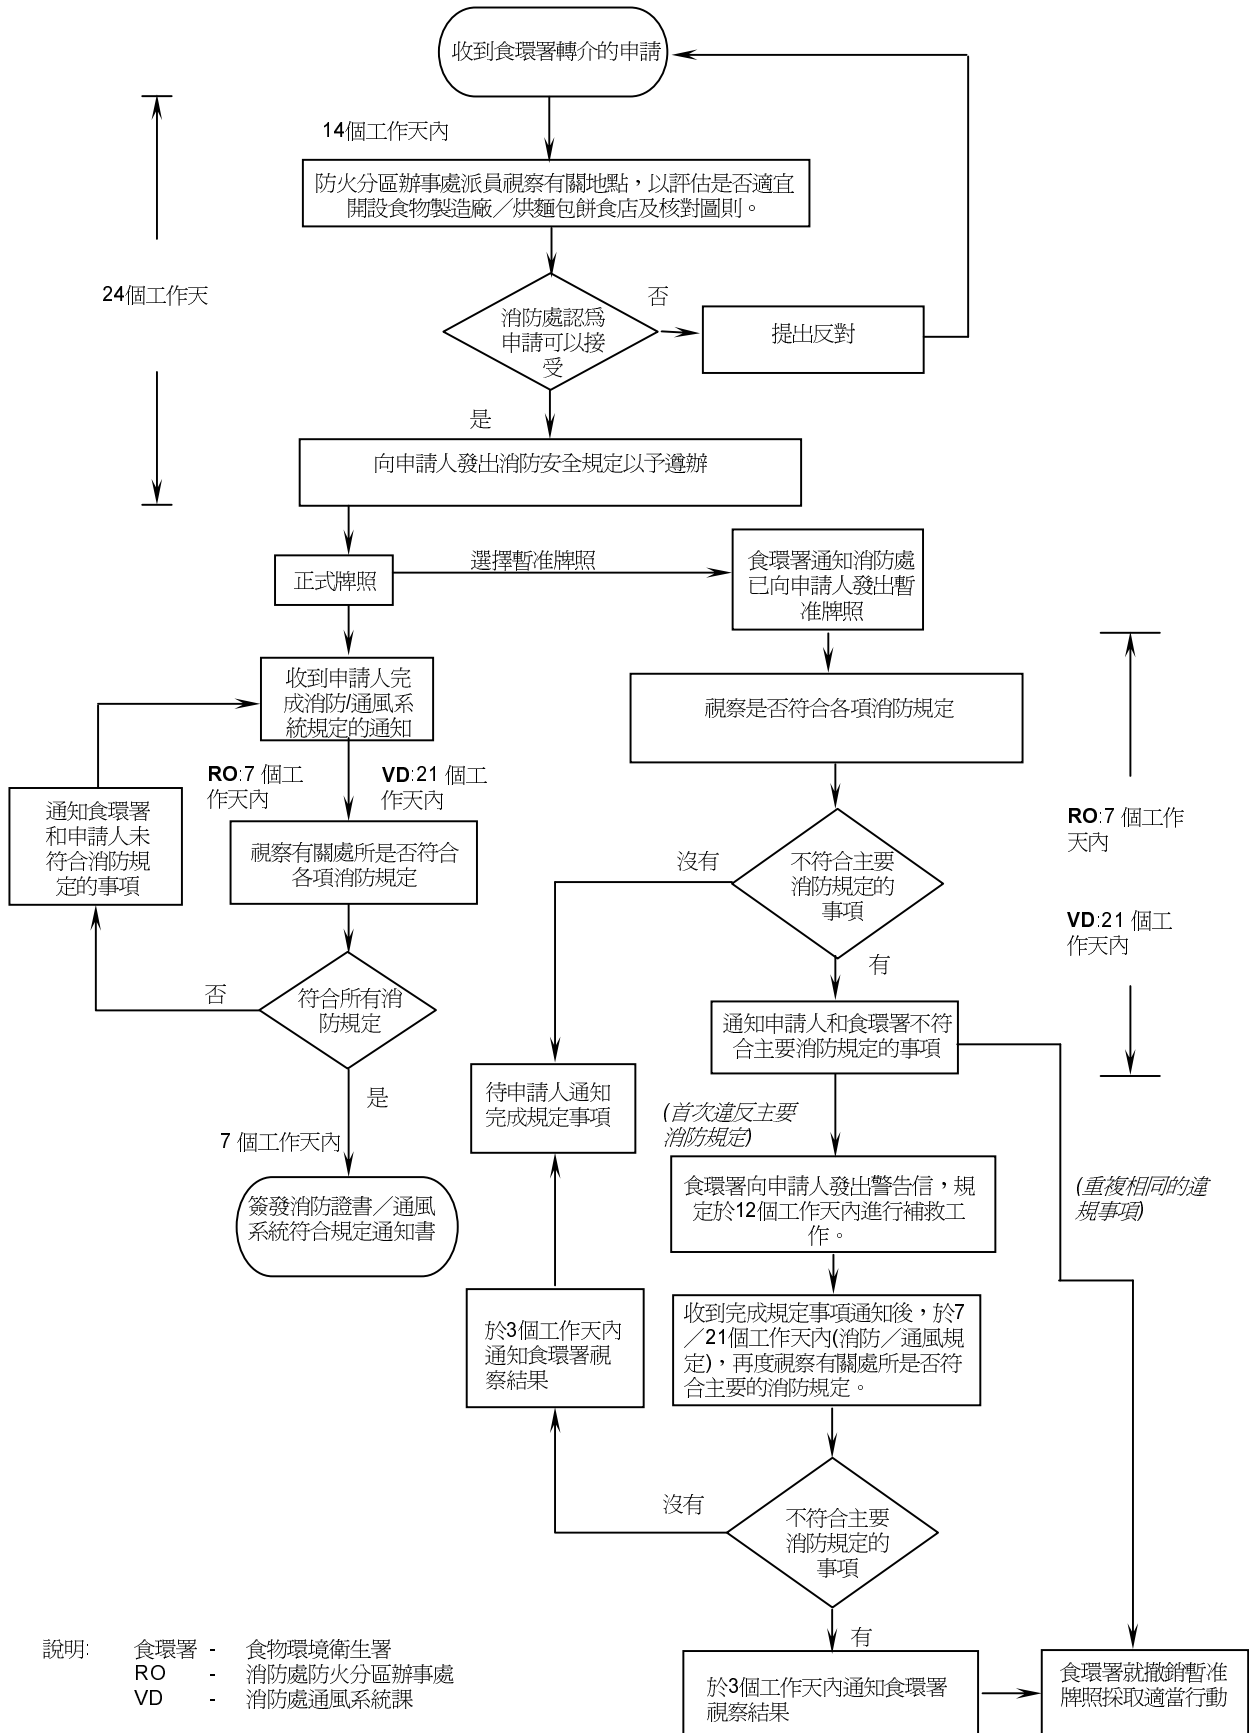 收到食環署轉介的申請
14個工作天內
防火分區辦事處派員視察有關地點，以評估是否適宜
開設食物製造廠／烘麵包餅食店及核對圖則。
24個工作天
消防處認為
申請可以接
受
否
提出反對
是
向申請人發出消防安全規定以予遵辦
正式牌照
選擇暫准牌照
食環署通知消防處
已向申請人發出暫
准牌照
收到申請人完
成消防/通風系
統規定的通知
視察是否符合各項消防規定
RO:7 個工
作天內
VD:21 個工
作天內
通知食環署
和申請人未
符合消防規
定的事項
視察有關處所是否符合
各項消防規定
RO:7 個工作
天內
VD:21 個工
作天內
沒有
不符合主要
消防規定的
事項
有
否
符合所有消
防規定
通知申請人和食環署不符
合主要消防規定的事項
是
7 個工作天內
待申請人通知
完成規定事項
(首次違反主要
消防規定)
簽發消防證書／通風
系統符合規定通知書
食環署向申請人發出警告信，規
定於12個工作天內進行補救工
作。
(重複相同的違
規事項)
於3個工作天內
通知食環署視
察結果
收到完成規定事項通知後，於7
／21個工作天內(消防／通風規
定)，再度視察有關處所是否符
合主要的消防規定。
沒有
不符合主要
消防規定的
事項
有
於3個工作天內通知食環署
視察結果
食環署就撤銷暫准
牌照採取適當行動
說明: 食環署 - 食物環境衛生署
RO - 消防處防火分區辦事處
VD - 消防處通風系統課